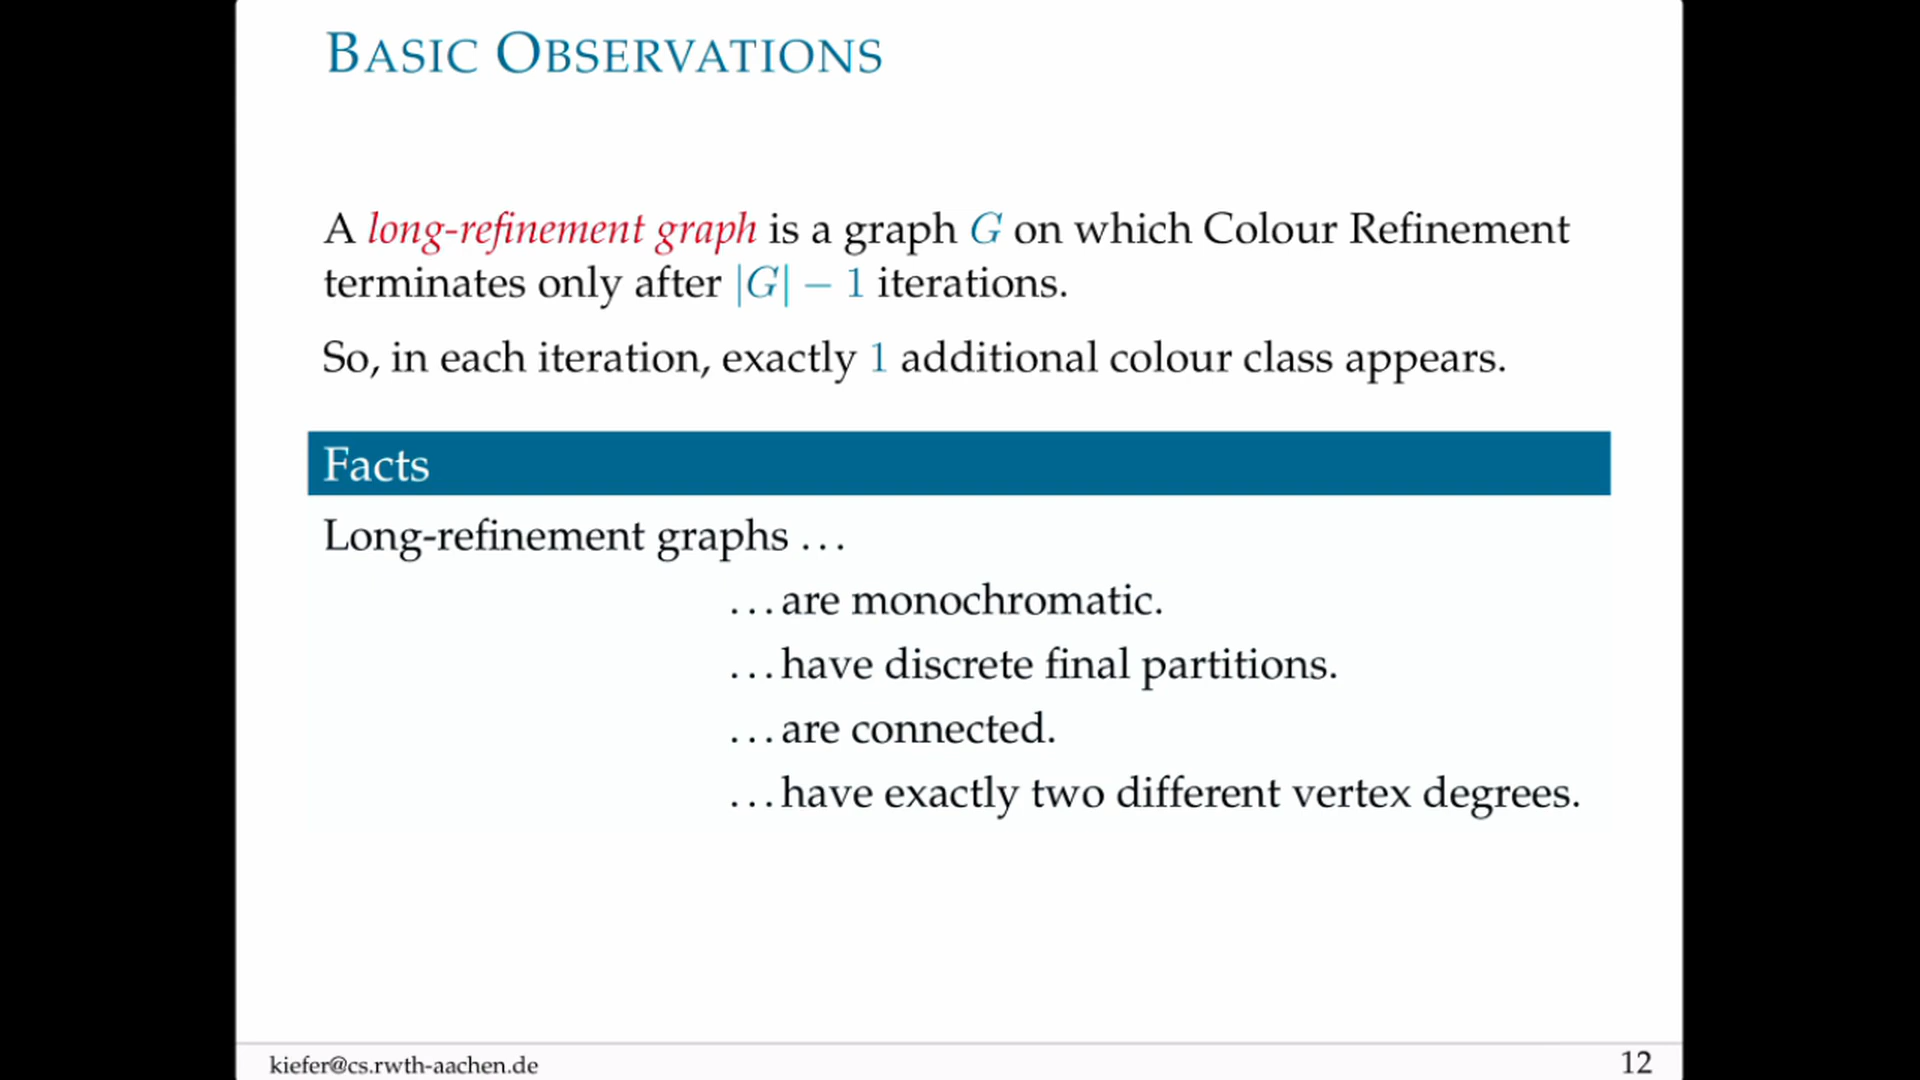 BASIC OBSERVATIONS
A long-refinement graph is a graph G on which Colour Refinement
terminates only after |G| − 1 iterations.
So, in each iteration, exactly 1 additional colour class appears.
Facts
Long-refinement graphs ...
... are monochromatic.
... have discrete final partitions.
... are connected.
... have exactly two different vertex degrees.
kiefer@cs.rwth-aachen.de
12